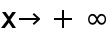 x→ + ∞